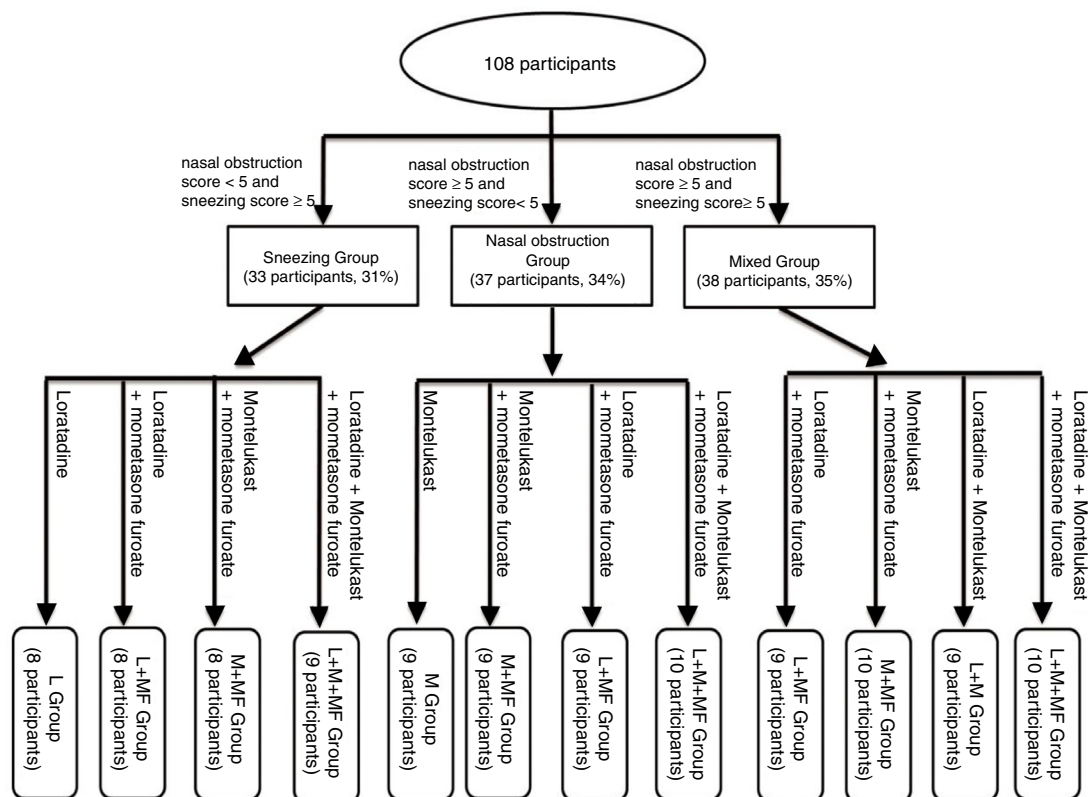 108 participants
nasal obstruction
score < 5 and
sneezing score ≥ 5
nasal obstruction
score ≥ 5 and
sneezing score< 5
nasal obstruction
score ≥ 5 and
sneezing score≥ 5
Sneezing Group
(33 participants, 31%)
Nasal obstruction
Group
(37 participants, 34%)
Mixed Group
(38 participants, 35%)
Loratadine
Loratadine
+ mometasone furoate
Montelukast
+ mometasone furoate
Loratadine + Montelukast
+ mometasone furoate
Montelukast
Montelukast
+ mometasone furoate
Loratadine
+ mometasone furoate
Loratadine + Montelukast
+ mometasone furoate
Loratadine
+ mometasone furoate
Montelukast
+ mometasone furoate
Loratadine + Montelukast
Loratadine + Montelukast
+ mometasone furoate
L Group
(8 participants)
L+MF Group
(8 participants)
M+MF Group
(8 participants)
L+M+MF Group
(9 participants)
M Group
(9 participants)
M+MF Group
(9 participants)
L+MF Group
(9 participants)
L+M+MF Group
(10 participants)
L+MF Group
(9 participants)
M+MF Group
(10 participants)
L+M Group
(9 participants)
L+M+MF Group
(10 participants)